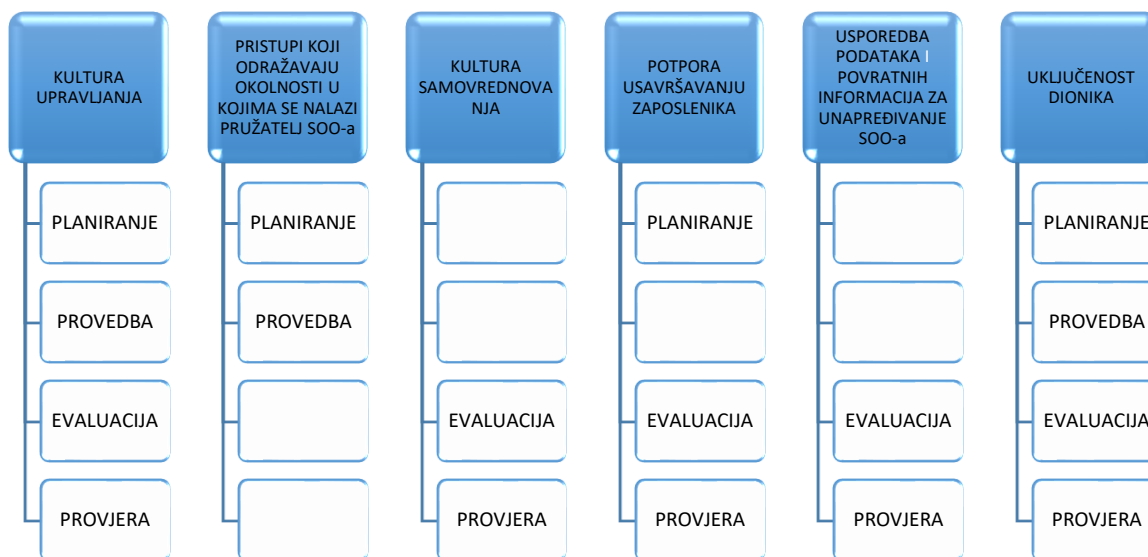 KULTURA
UPRAVLJANJA
PLANIRANJE
PROVEDBA
EVALUACIJA
PROVJERA
PRISTUPI KOJI
ODRAŽAVAJU
OKOLNOSTI U
KOJIMA SE NALAZI
PRUŽATELJ SOO-a
PLANIRANJE
PROVEDBA
KULTURA
SAMOVREDNOVA
NJA
EVALUACIJA
PROVJERA
POTPORA
USAVRŠAVANJU
ZAPOSLENIKA
PLANIRANJE
EVALUACIJA
PROVJERA
USPOREDBA
PODATAKA I
POVRATNIH
INFORMACIJA ZA
UNAPREĐIVANJE
SOO-a
EVALUACIJA
PROVJERA
UKLJUČENOST
DIONIKA
PLANIRANJE
PROVEDBA
EVALUACIJA
PROVJERA